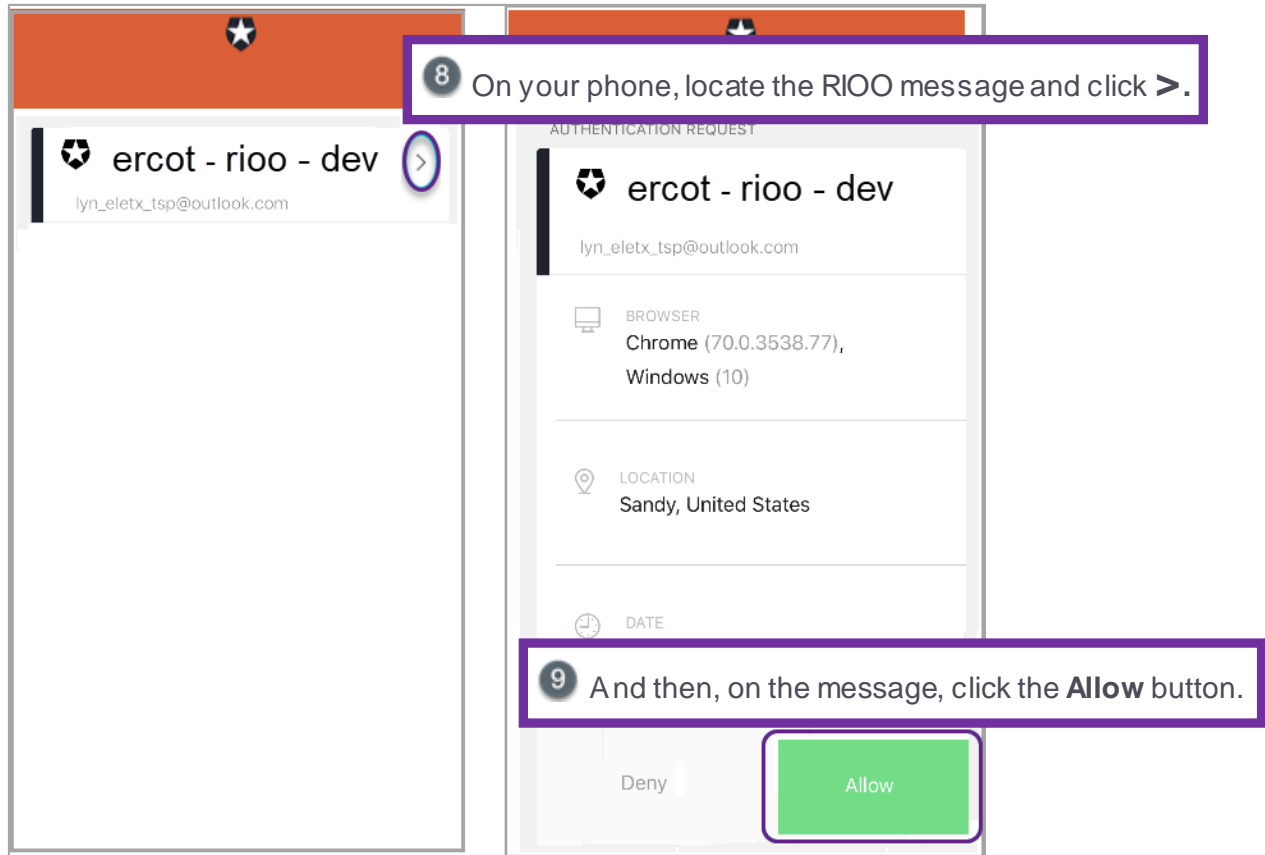 8 On your phone, locate the RIOO message and click >.
ercot - rioo - dev >
lyn_eletx_tsp@outlook.com
AUTHENTICATION REQUEST
ercot - rioo - dev
lyn_eletx_tsp@outlook.com
BROWSER
Chrome (70.0.3538.77),
Windows (10)
LOCATION
Sandy, United States
DATE
9 And then, on the message, click the Allow button.
Deny
Allow